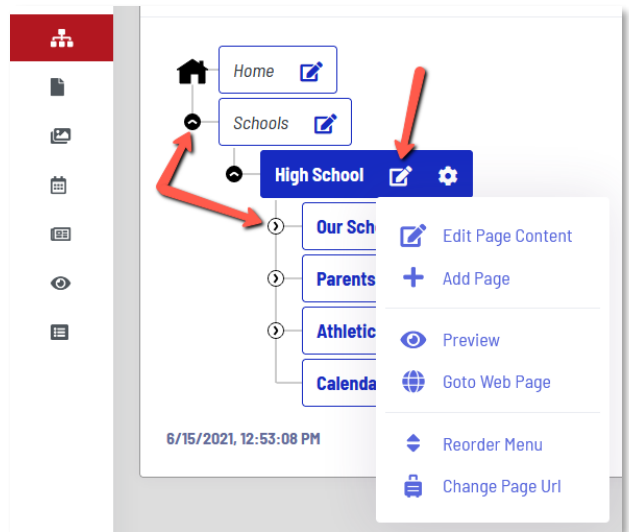 Home
Schools
High School
Our Sch
Parents
Athletic
Calenda
Edit Page Content
Add Page
Preview
Goto Web Page
Reorder Menu
Change Page Url
6/15/2021, 12:53:08 PM